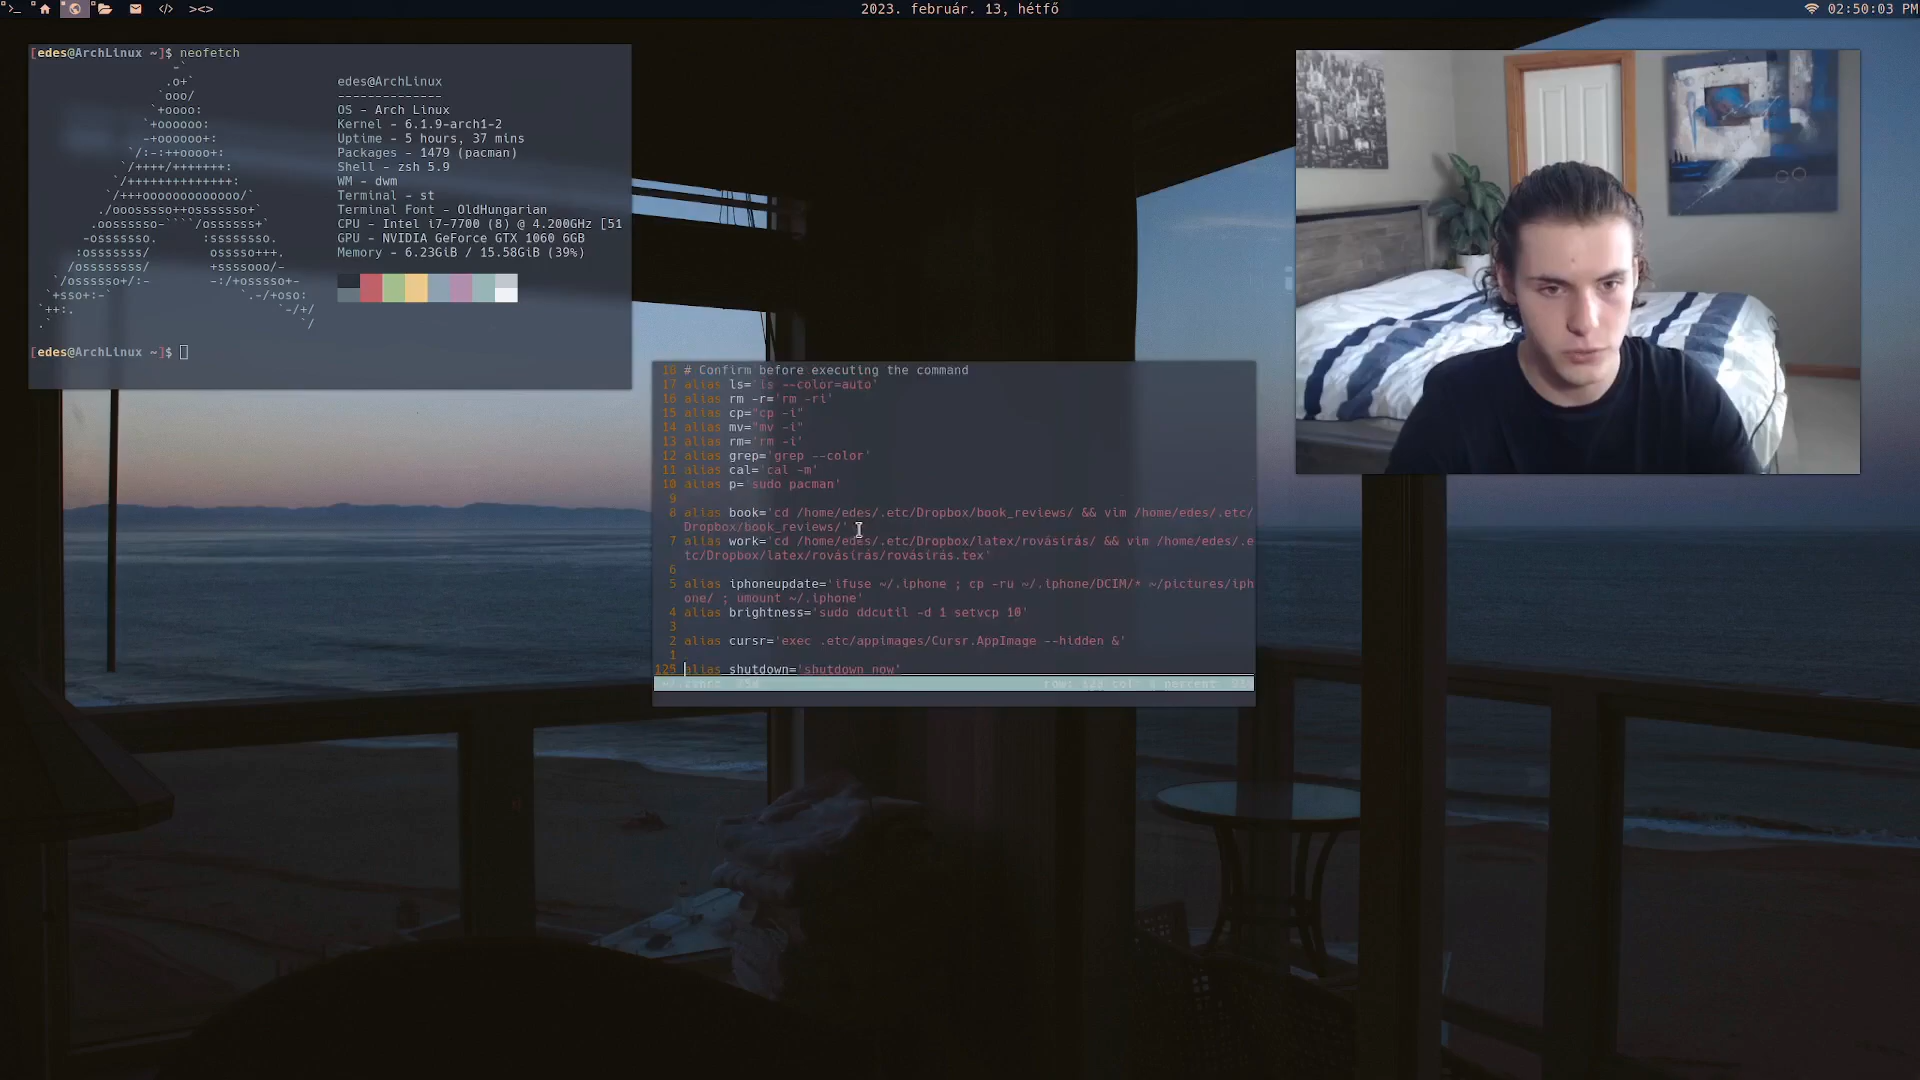 >_ </> ><>
2023. február. 13, hétfő
02:50:03 PM
[edes@ArchLinux ~]$ neofetch
edes@ArchLinux
--------------
OS - Arch Linux
Kernel - 6.1.9-arch1-2
Uptime - 5 hours, 37 mins
Packages - 1479 (pacman)
Shell - zsh 5.9
WM - dwm
Terminal - st
Terminal Font - OldHungarian
CPU - Intel i7-7700 (8) @ 4.200GHz [51
GPU - NVIDIA GeForce GTX 1060 6GB
Memory - 6.23GiB / 15.58GiB (39%)
[edes@ArchLinux ~]$
18 # Confirm before executing the command
17 alias ls='ls --color=auto'
16 alias rm -r='rm -ri'
15 alias cp="cp -i"
14 alias mv="mv -i"
13 alias rm='rm -i'
12 alias grep='grep --color'
11 alias cal='cal -m'
10 alias p='sudo pacman'
9
8 alias book='cd /home/edes/.etc/Dropbox/book_reviews/ && vim /home/edes/.etc/
Dropbox/book_reviews/'
7 alias work='cd /home/edes/.etc/Dropbox/latex/rovásírás/ && vim /home/edes/.e
tc/Dropbox/latex/rovásírás/rovásírás.tex'
6
5 alias iphoneupdate='ifuse ~/.iphone ; cp -ru ~/.iphone/DCIM/* ~/pictures/iph
one/ ; umount ~/.iphone'
4 alias brightness='sudo ddcutil -d 1 setvcp 10'
3
2 alias cursr='exec .etc/appimages/Cursr.AppImage --hidden &'
1
125 alias shutdown='shutdown now'